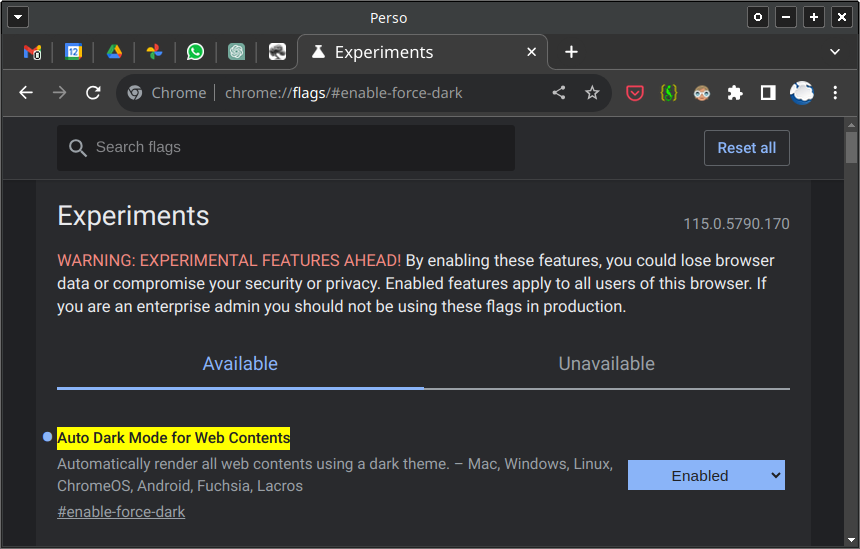 Perso
0
12
Experiments
Chrome
chrome://flags/#enable-force-dark
Search flags
Reset all
Experiments
115.0.5790.170
WARNING: EXPERIMENTAL FEATURES AHEAD! By enabling these features, you could lose browser
data or compromise your security or privacy. Enabled features apply to all users of this browser. If
you are an enterprise admin you should not be using these flags in production.
Available
Unavailable
Auto Dark Mode for Web Contents
Automatically render all web contents using a dark theme. – Mac, Windows, Linux,
ChromeOS, Android, Fuchsia, Lacros
Enabled
#enable-force-dark